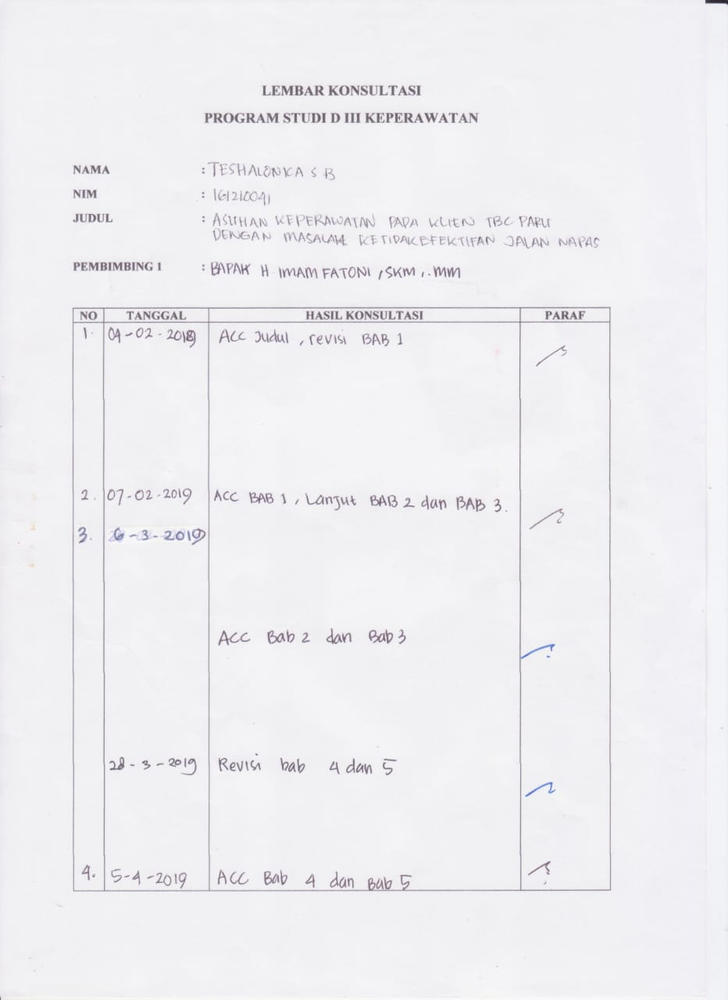 LEMBAR KONSULTASI
PROGRAM STUDI D III KEPERAWATAN
NAMA : TESHALONICA S B
NIM : 161210041
JUDUL : ASUHAN KEPERAWATAN PADA KLIEN TBC PARU
DENGAN MASALAH KETIDAKEFEKTIFAN JALAN NAPAS
PEMBIMBING 1 : BAPAK H IMAM FATONI , SKM ,. MM
NO TANGGAL HASIL KONSULTASI PARAF
1. 04-02-2018 ACC Judul , revisi BAB 1
2. 07-02-2019 ACC BAB 1 , Lanjut BAB 2 dan BAB 3.
3. 6-3-2019
ACC Bab 2 dan Bab 3
28-3-2019 Revisi bab 4 dan 5
4. 5-4-2019 ACC Bab 4 dan Bab 5